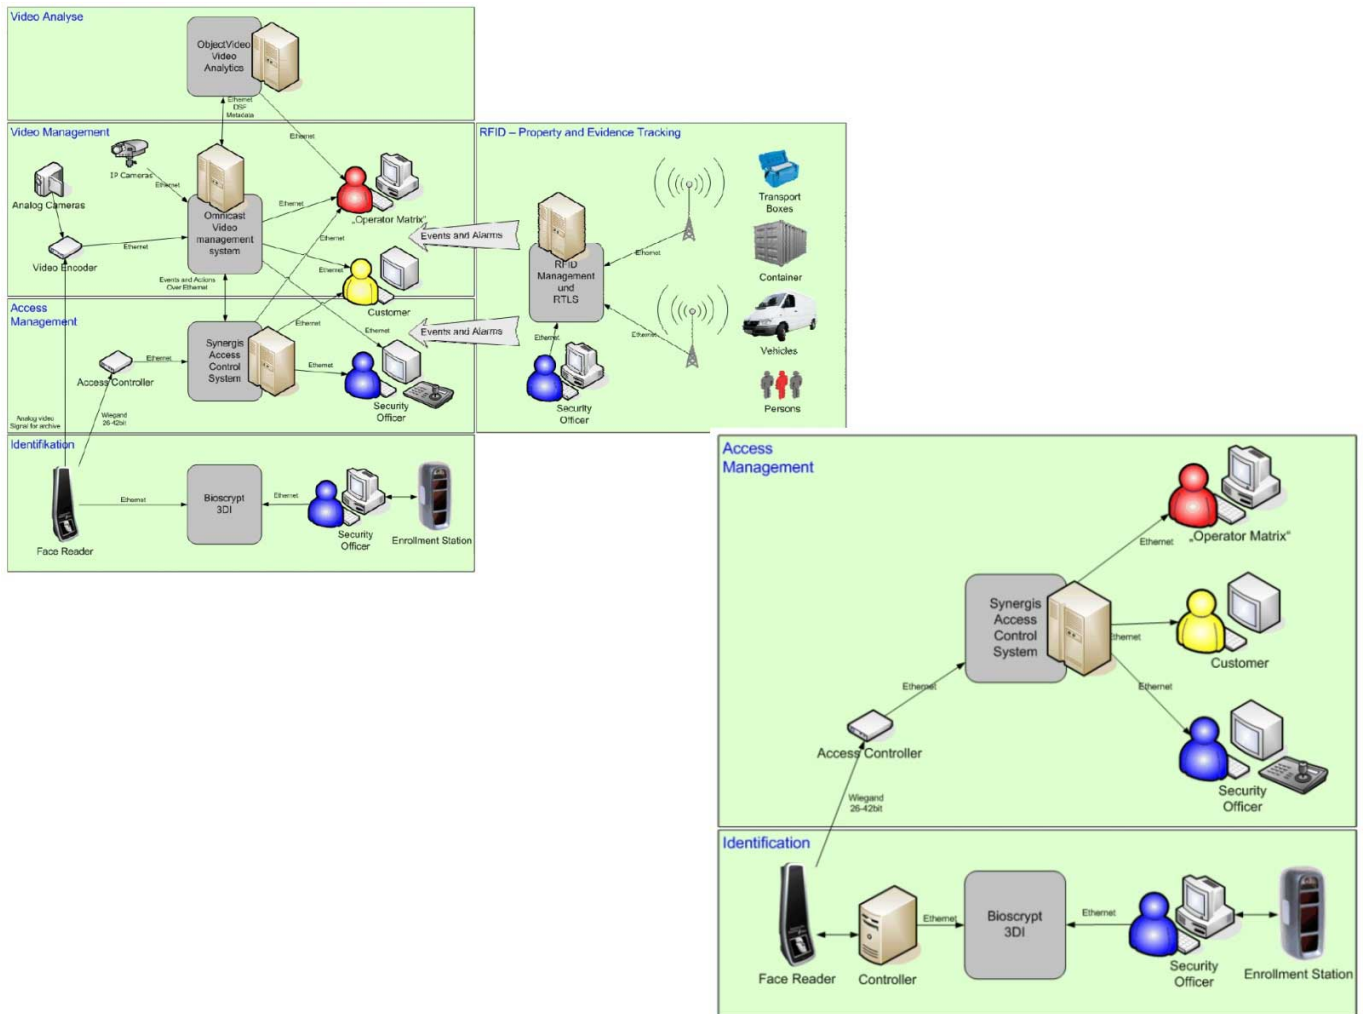 Video Analyse
ObjectVideo
Video
Analytics
Ethernet
DSP
Metadata
Ethernet
Video Management
IP Cameras
Ethernet
Analog Cameras
Ethernet
„Operator Matrix“
Omnicast
Video
management
system
Ethernet
Video Encoder
Ethernet
Ethernet
Events and Actions
Over Ethernet
Customer
RFID – Property and Evidence Tracking
Transport
Boxes
Events and Alarms
Ethernet
RFID
Management
und
RTLS
Container
Events and Alarms
Ethernet
Ethernet
Vehicles
Security
Officer
Persons
Access
Management
Ethernet
Ethernet
Synergis
Access
Control
System
Ethernet
Access Controller
Ethernet
Security
Officer
Analog video
Signal for archive
Wiegand
26-42bit
Identifikation
Ethernet
Bioscrypt
3DI
Ethernet
Security
Officer
Enrollment Station
Face Reader
Access
Management
Ethernet
„Operator Matrix“
Synergis
Access
Control
System
Ethernet
Customer
Ethernet
Ethernet
Access Controller
Wiegand
26-42bit
Security
Officer
Identification
Ethernet
Bioscrypt
3DI
Ethernet
Face Reader
Controller
Security
Officer
Enrollment Station